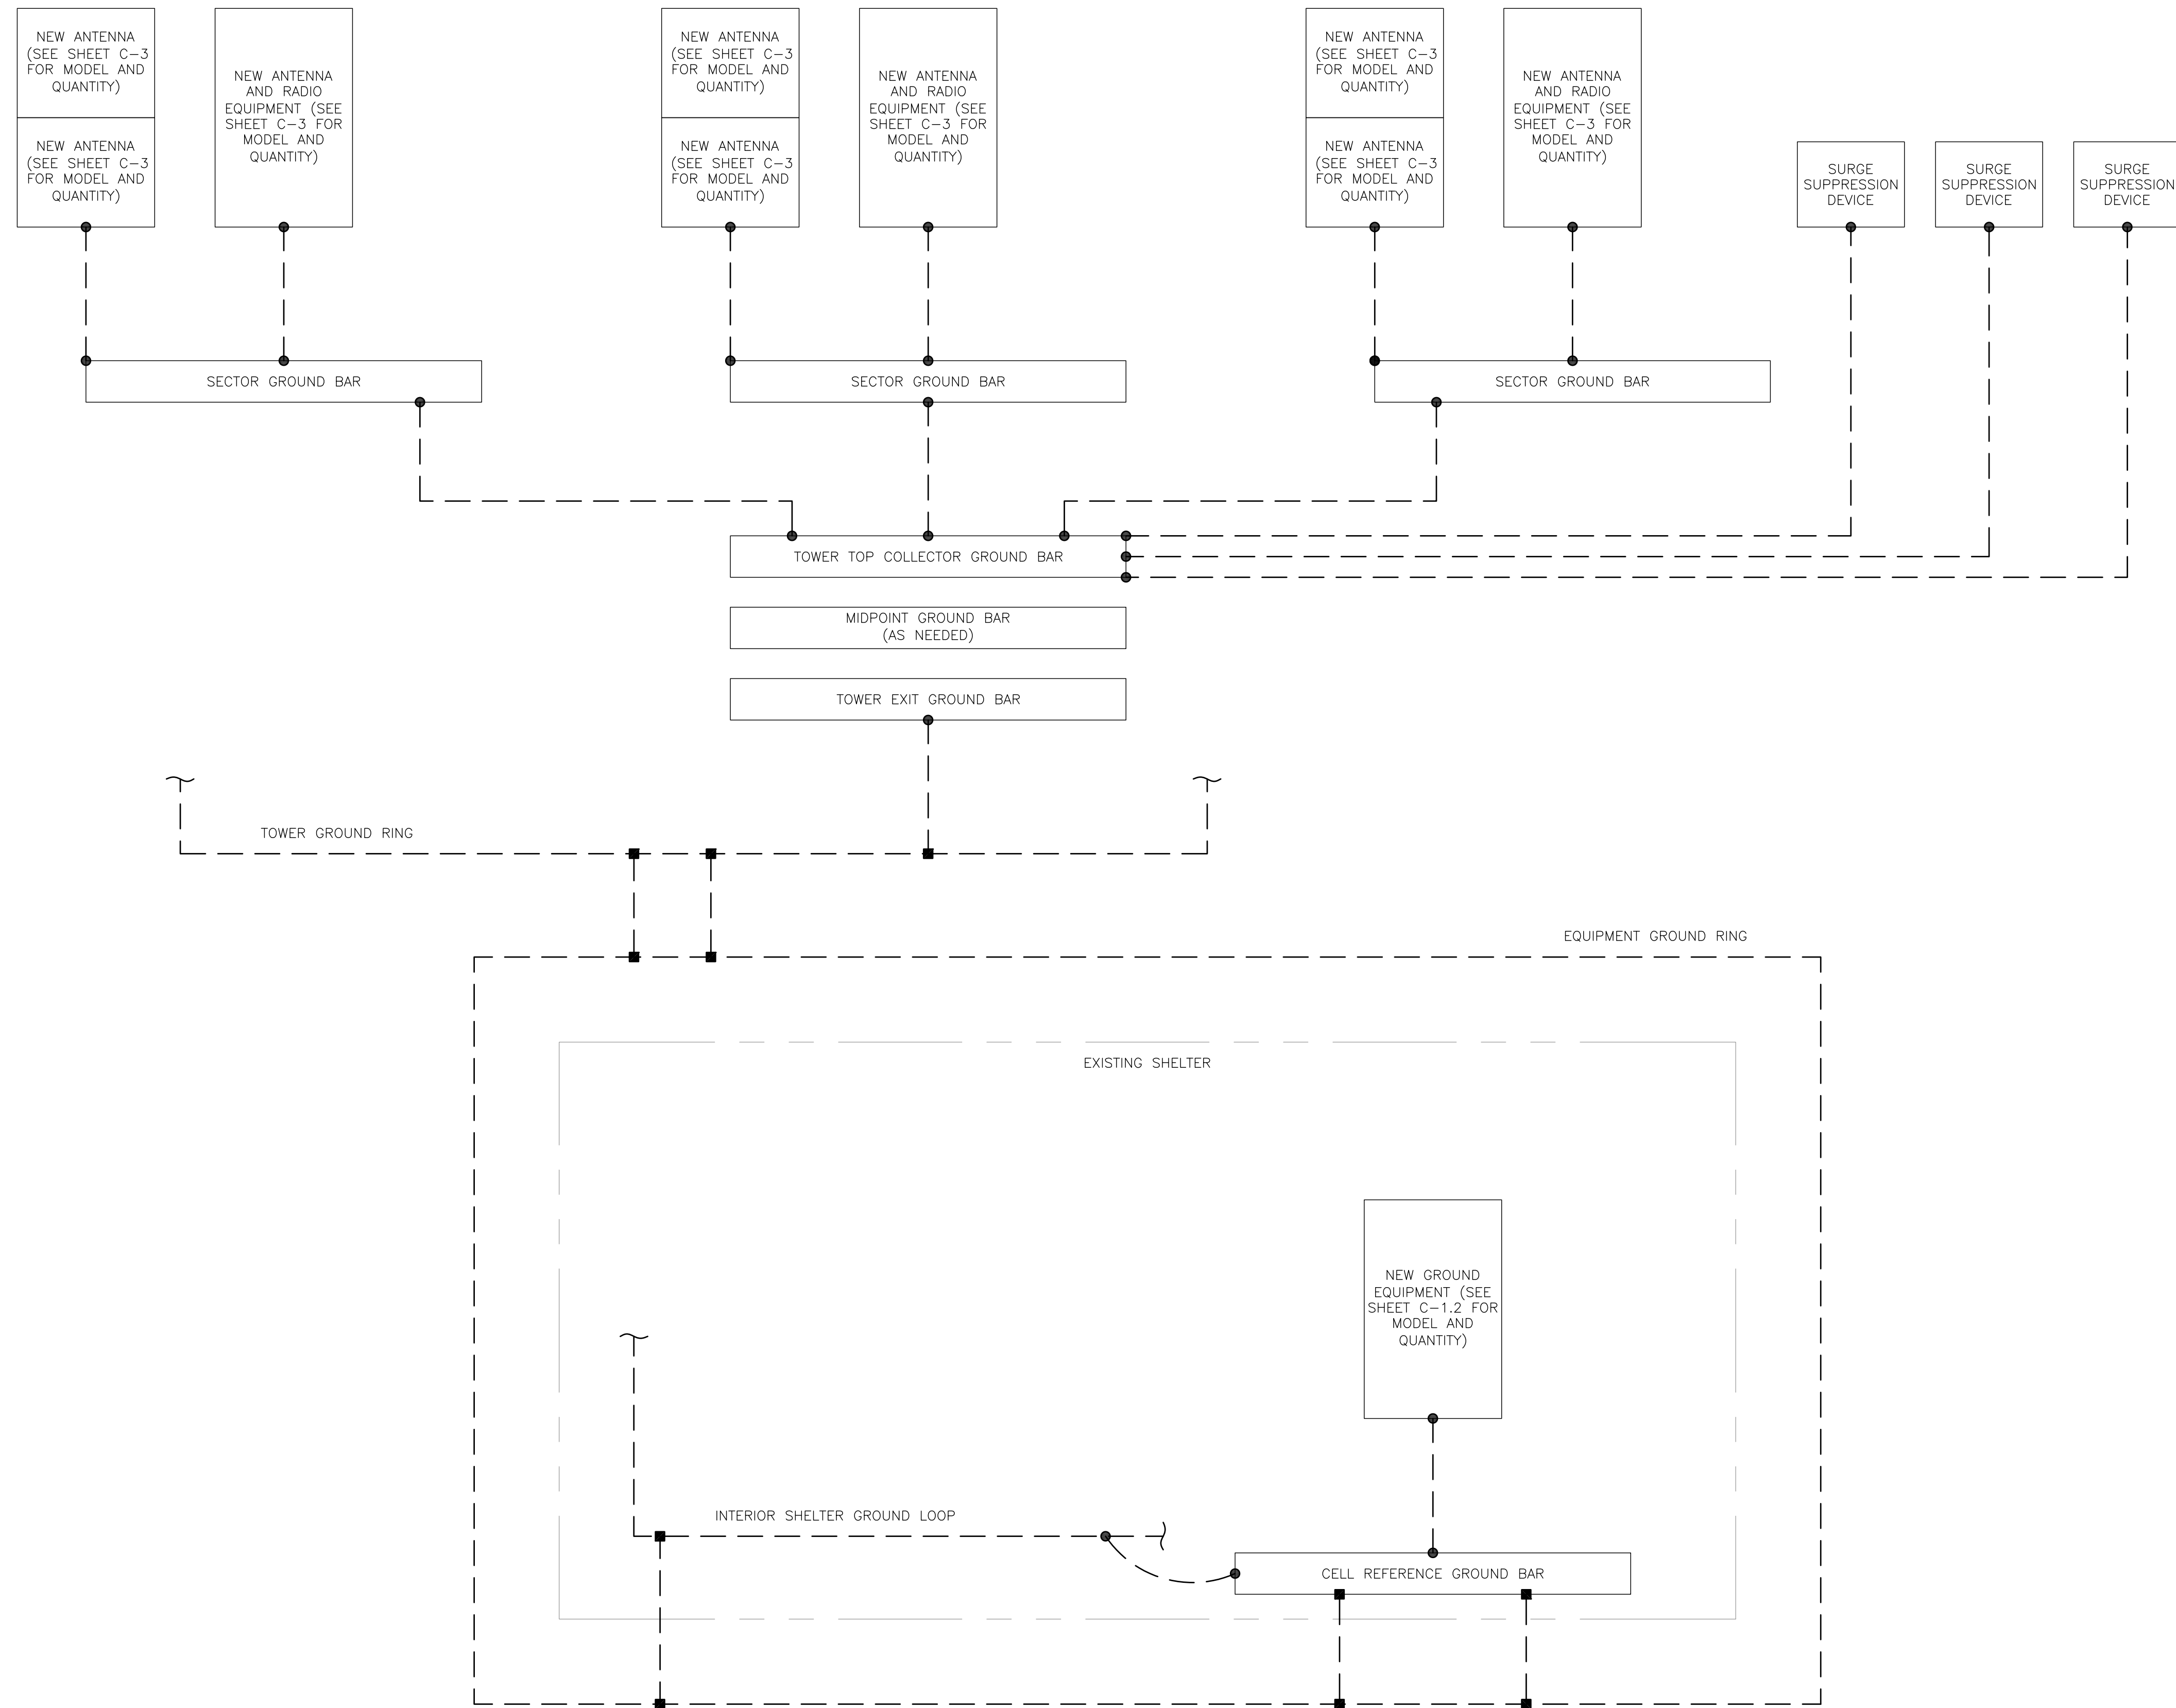 NEW ANTENNA
(SEE SHEET C-3
FOR MODEL AND
QUANTITY)
NEW ANTENNA
(SEE SHEET C-3
FOR MODEL AND
QUANTITY)
NEW ANTENNA
AND RADIO
EQUIPMENT (SEE
SHEET C-3 FOR
MODEL AND
QUANTITY)
NEW ANTENNA
(SEE SHEET C-3
FOR MODEL AND
QUANTITY)
NEW ANTENNA
(SEE SHEET C-3
FOR MODEL AND
QUANTITY)
NEW ANTENNA
AND RADIO
EQUIPMENT (SEE
SHEET C-3 FOR
MODEL AND
QUANTITY)
NEW ANTENNA
(SEE SHEET C-3
FOR MODEL AND
QUANTITY)
NEW ANTENNA
(SEE SHEET C-3
FOR MODEL AND
QUANTITY)
NEW ANTENNA
AND RADIO
EQUIPMENT (SEE
SHEET C-3 FOR
MODEL AND
QUANTITY)
SURGE
SUPPRESSION
DEVICE
SURGE
SUPPRESSION
DEVICE
SURGE
SUPPRESSION
DEVICE
SECTOR GROUND BAR
SECTOR GROUND BAR
SECTOR GROUND BAR
TOWER TOP COLLECTOR GROUND BAR
MIDPOINT GROUND BAR
(AS NEEDED)
TOWER EXIT GROUND BAR
TOWER GROUND RING
EQUIPMENT GROUND RING
EXISTING SHELTER
NEW GROUND
EQUIPMENT (SEE
SHEET C-1.2 FOR
MODEL AND
QUANTITY)
INTERIOR SHELTER GROUND LOOP
CELL REFERENCE GROUND BAR